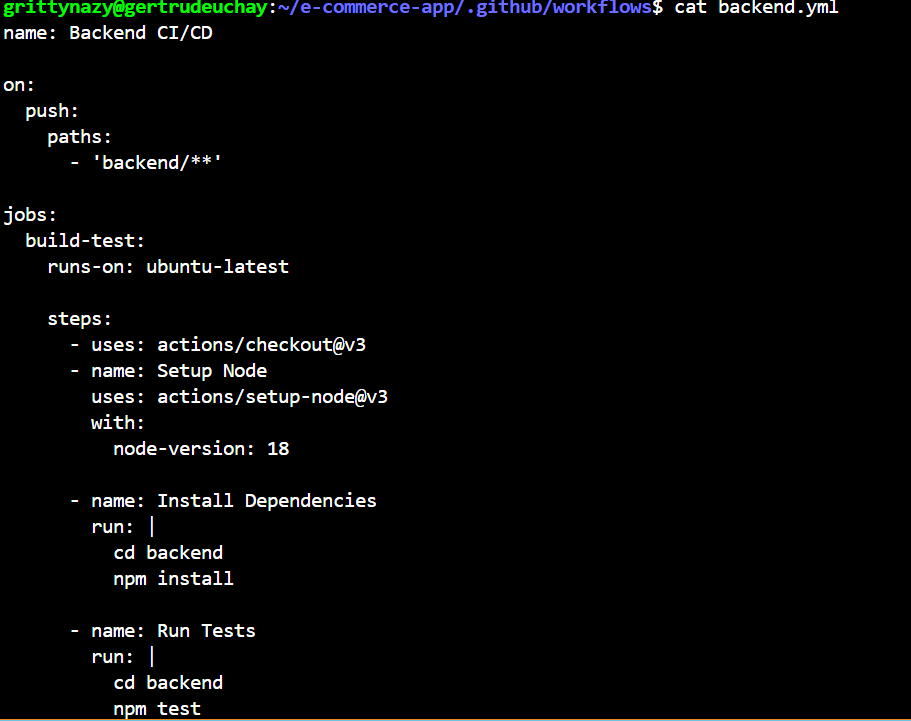 grittynazy@gertrudeuchay:~/e-commerce-app/.github/workflows$ cat backend.yml
name: Backend CI/CD
on:
  push:
    paths:
      - 'backend/**'
jobs:
  build-test:
    runs-on: ubuntu-latest
    steps:
      - uses: actions/checkout@v3
      - name: Setup Node
        uses: actions/setup-node@v3
        with:
          node-version: 18
      - name: Install Dependencies
        run: |
          cd backend
          npm install
      - name: Run Tests
        run: |
          cd backend
          npm test